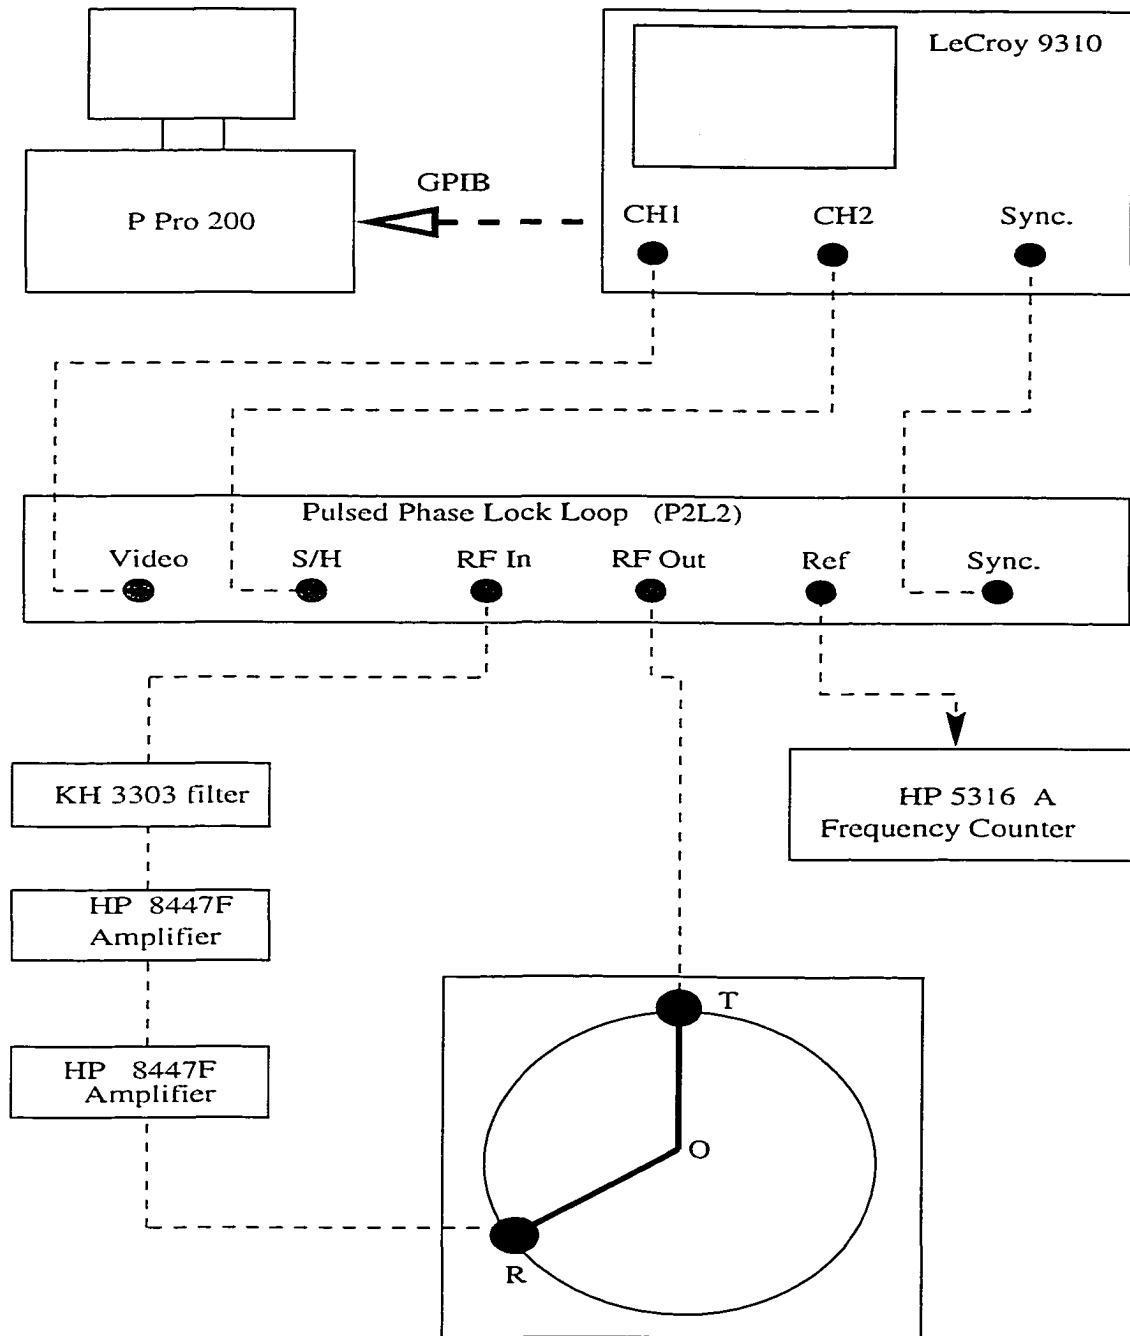 LeCroy 9310
GPIB
P Pro 200
CH1 CH2 Sync.
Pulsed Phase Lock Loop (P2L2)
Video S/H RF In RF Out Ref Sync.
KH 3303 filter
HP 5316 A
Frequency Counter
HP 8447F
Amplifier
HP 8447F
Amplifier
T
O
R